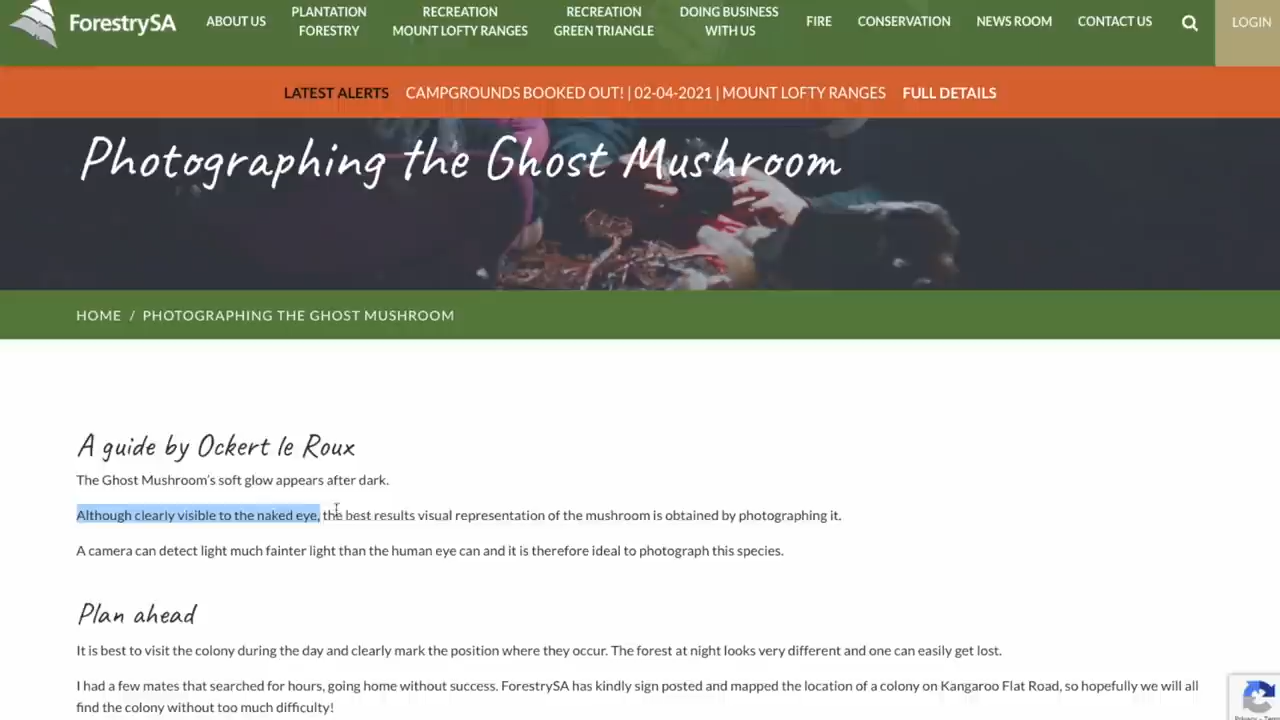 ForestrySA
ABOUT US
PLANTATION
FORESTRY
RECREATION
MOUNT LOFTY RANGES
RECREATION
GREEN TRIANGLE
DOING BUSINESS
WITH US
FIRE
CONSERVATION
NEWS ROOM
CONTACT US
LOGIN
LATEST ALERTS CAMPGROUNDS BOOKED OUT! | 02-04-2021 | MOUNT LOFTY RANGES FULL DETAILS
Photographing the Ghost Mushroom
HOME / PHOTOGRAPHING THE GHOST MUSHROOM
A guide by Ockert le Roux
The Ghost Mushroom's soft glow appears after dark.
Although clearly visible to the naked eye, the best results visual representation of the mushroom is obtained by photographing it.
A camera can detect light much fainter light than the human eye can and it is therefore ideal to photograph this species.
Plan ahead
It is best to visit the colony during the day and clearly mark the position where they occur. The forest at night looks very different and one can easily get lost.
I had a few mates that searched for hours, going home without success. ForestrySA has kindly sign posted and mapped the location of a colony on Kangaroo Flat Road, so hopefully we will all
find the colony without too much difficulty!